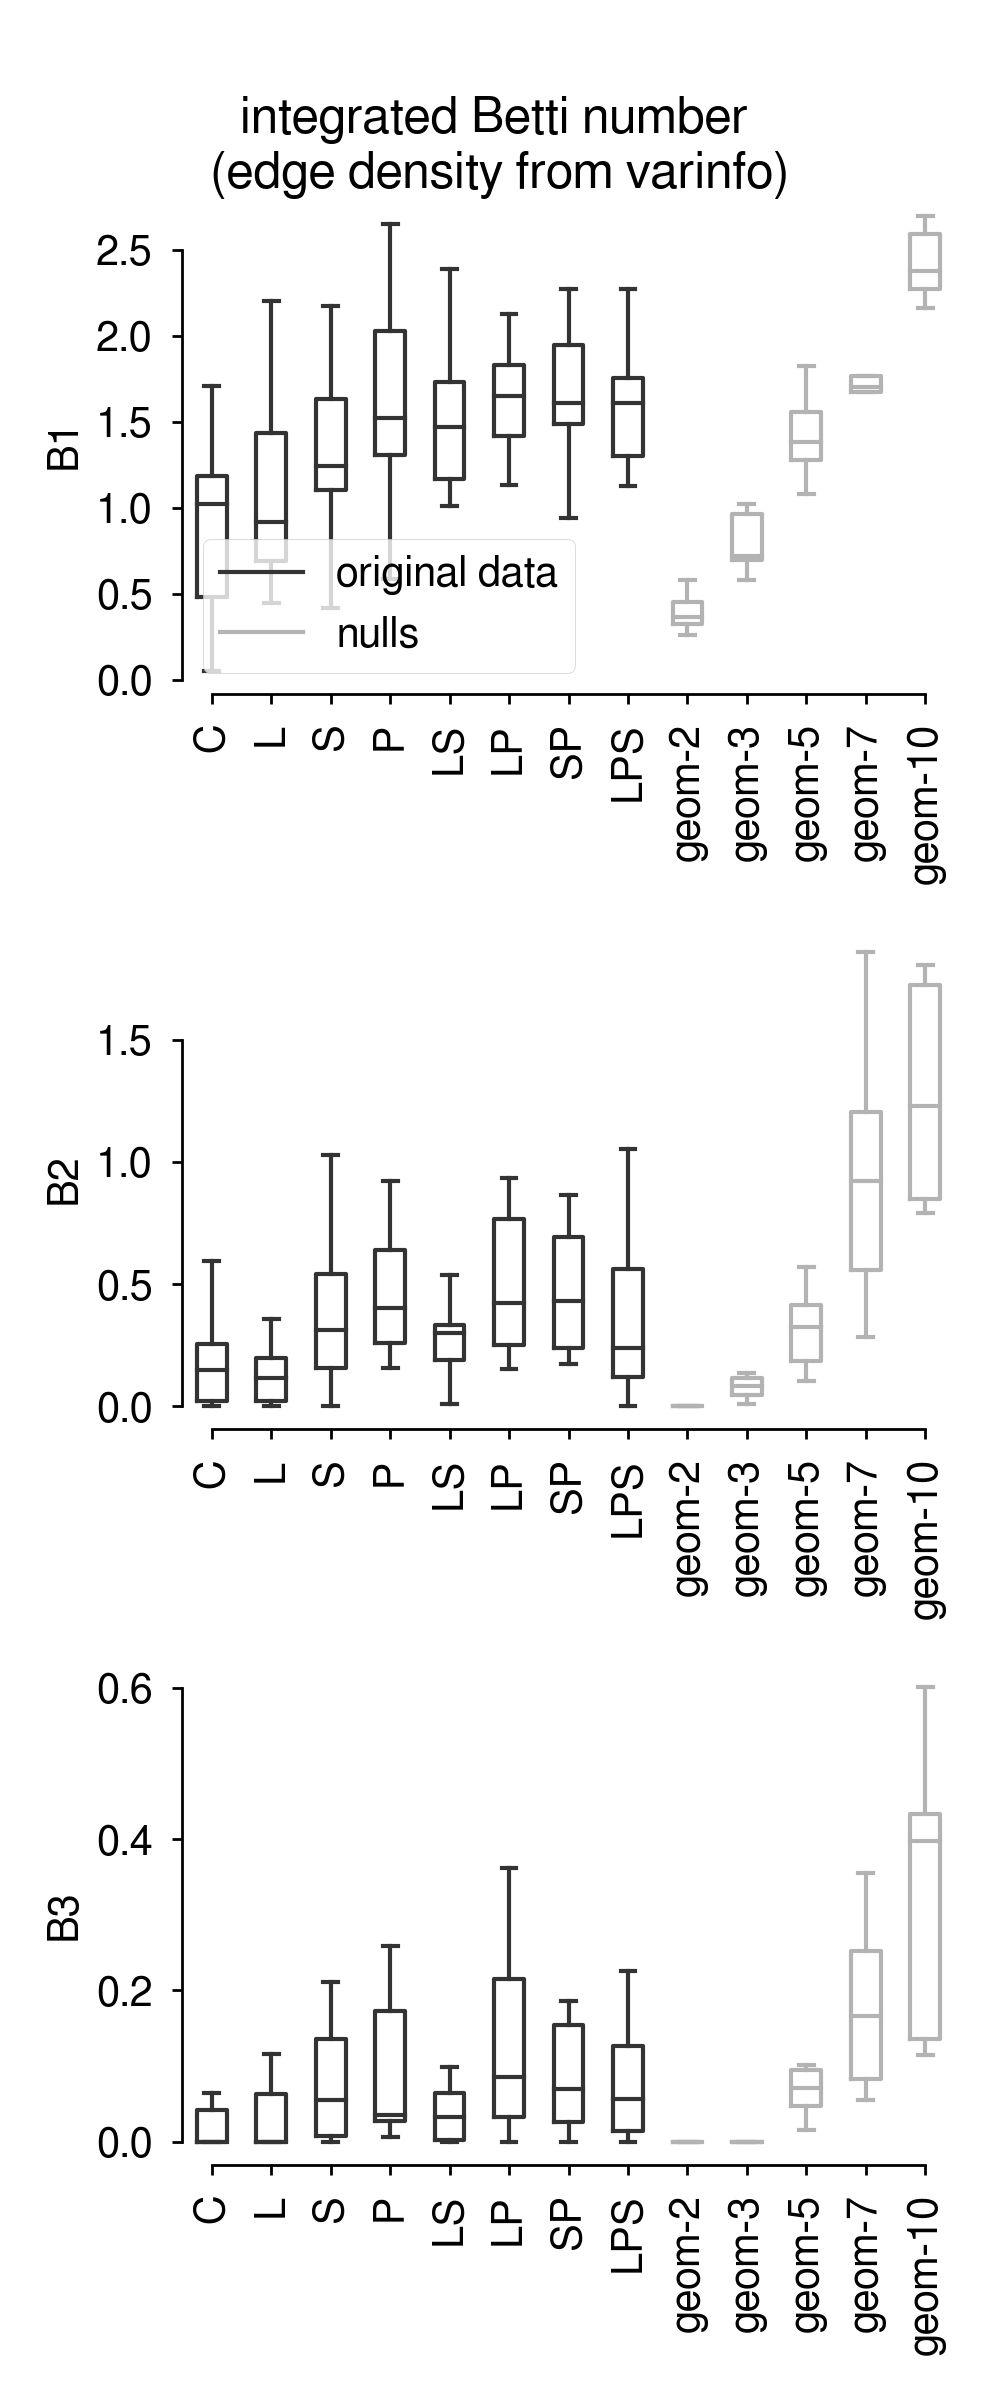 integrated Betti number
(edge density from varinfo)
2.5
2.0
1.5
1.0
0.5
0.0
B1
original data
nulls
C L S P LS LP SP LPS geom-2 geom-3 geom-5 geom-7 geom-10
1.5
1.0
0.5
0.0
B2
C L S P LS LP SP LPS geom-2 geom-3 geom-5 geom-7 geom-10
0.6
0.4
0.2
0.0
B3
C L S P LS LP SP LPS geom-2 geom-3 geom-5 geom-7 geom-10